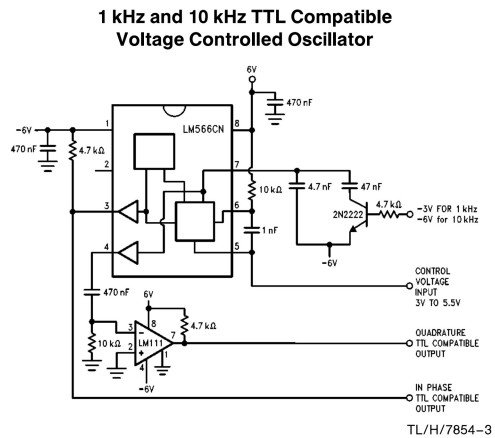 1 kHz and 10 kHz TTL Compatible
Voltage Controlled Oscillator
6V
470 nF
-6V
1
LM566CN
8
470 nF
4.7 kΩ
2
7
10 kΩ
4.7 nF
47 nF
4.7 kΩ
3
6
2N2222
-3V FOR 1 kHz
-6V for 10 kHz
1 nF
4
5
-6V
470 nF
CONTROL
VOLTAGE
INPUT
3V TO 5.5V
6V
10 kΩ
3
-
8
7
4.7 kΩ
LM111
2
+
4
1
-6V
QUADRATURE
TTL COMPATIBLE
OUTPUT
IN PHASE
TTL COMPATIBLE
OUTPUT
TL/H/7854-3